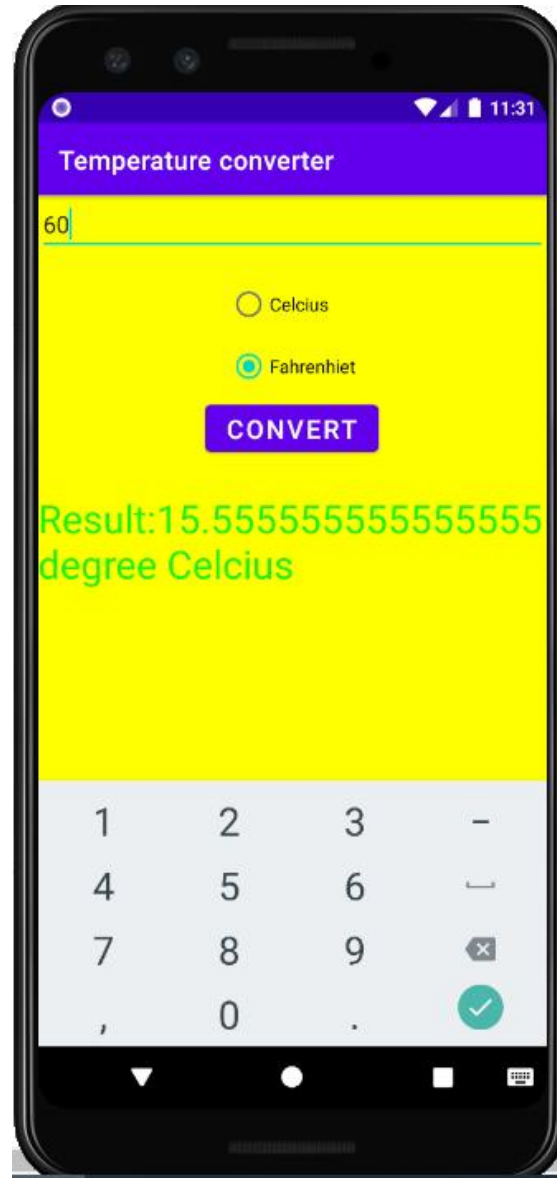 11:31
Temperature converter
60
Celcius
Fahrenhiet
CONVERT
Result:15.555555555555555
degree Celcius
1 2 3 -
4 5 6
7 8 9
, 0 .